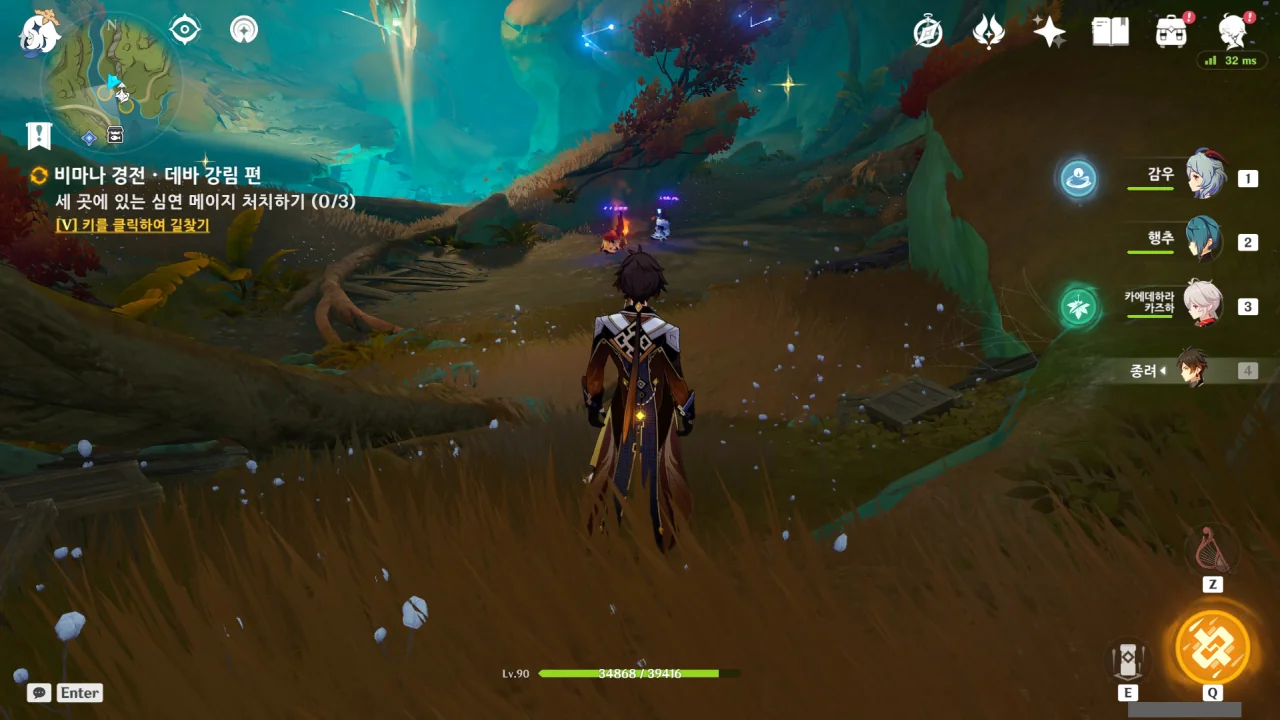 N
32 ms
비마나 경전 · 데바 강림 편
세 곳에 있는 심연 메이지 처치하기 (0/3)
[V] 키를 클릭하여 길찾기
감우
1
행추
2
카에데하라
카즈하
3
종려
4
Z
Lv.90
34868 / 39416
Enter
E
Q